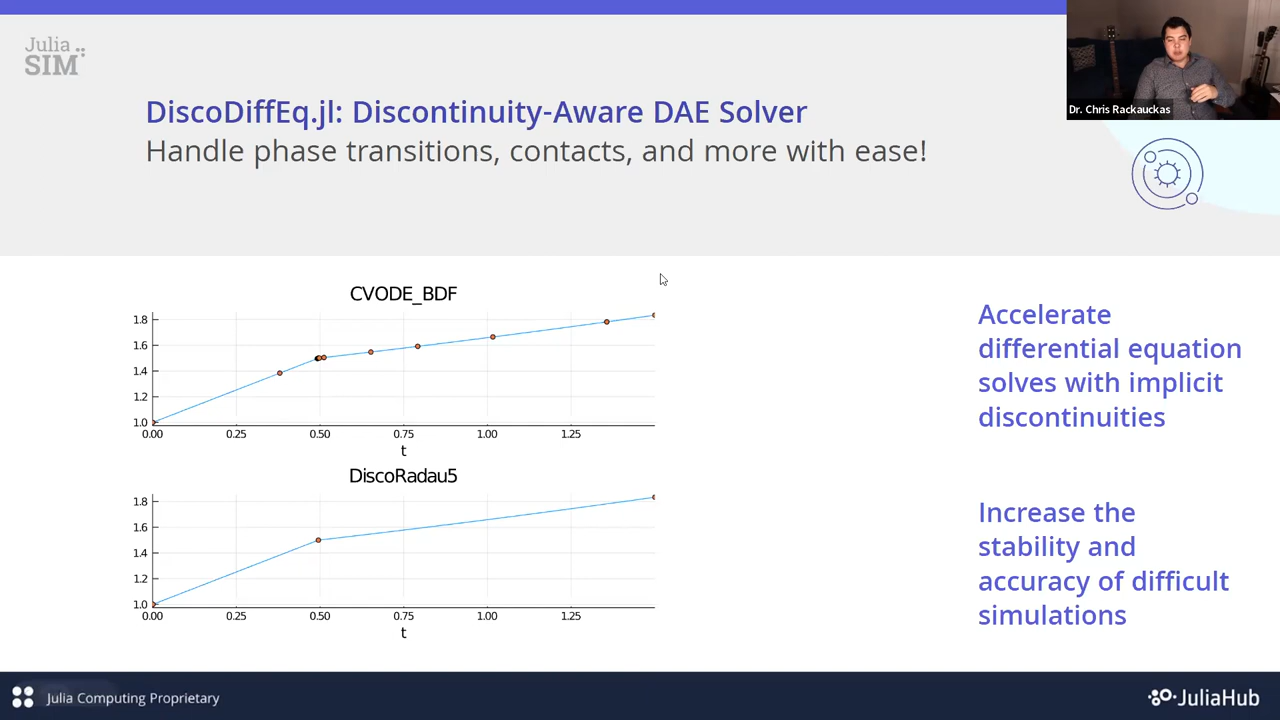 Julia
SIM
Dr. Chris Rackauckas
DiscoDiffEq.jl: Discontinuity-Aware DAE Solver
Handle phase transitions, contacts, and more with ease!
CVODE_BDF
1.8
1.6
1.4
1.2
1.0
0.00 0.25 0.50 0.75 1.00 1.25
t
DiscoRadau5
1.8
1.6
1.4
1.2
1.0
0.00 0.25 0.50 0.75 1.00 1.25
t
Accelerate
differential equation
solves with implicit
discontinuities
Increase the
stability and
accuracy of difficult
simulations
Julia Computing Proprietary
JuliaHub